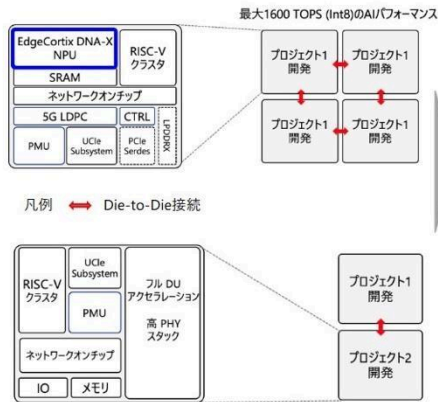 最大1600 TOPS (Int8)のAIパフォーマンス
EdgeCortix DNA-X
NPU
RISC-V
クラスタ
SRAM
ネットワークオンチップ
5G LDPC
CTRL
LPDDRX
PMU
UCIe
Subsystem
PCIe
Serdes
プロジェクト1
開発
プロジェクト1
開発
プロジェクト1
開発
プロジェクト1
開発
凡例
Die-to-Die接続
RISC-V
クラスタ
UCIe
Subsystem
PMU
フル DU
アクセラレーション
高 PHY
スタック
ネットワークオンチップ
IO
メモリ
プロジェクト1
開発
プロジェクト2
開発